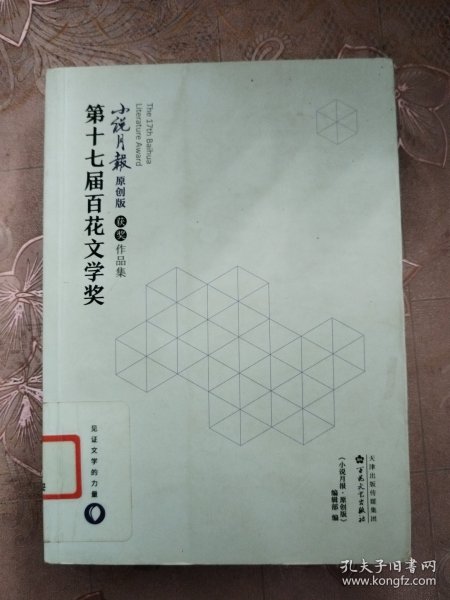 The 17th Baihua
Literature Award
小说月報
原创版
获奖
作品集
第十七届百花文学奖
见证文学的力量
天津出版传媒集团
百花文艺出版社
《小说月报·原创版》
编辑部 编
孔夫子旧书网
www.kongfz.com